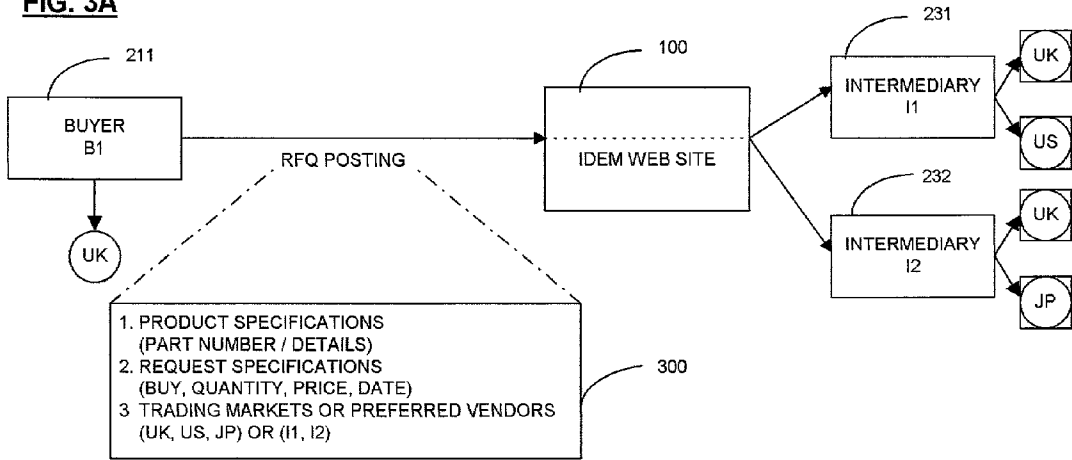 FIG. 3A
211
BUYER
B1
UK
RFQ POSTING
100
IDEM WEB SITE
231
INTERMEDIARY
I1
UK
US
232
INTERMEDIARY
I2
UK
JP
1. PRODUCT SPECIFICATIONS
(PART NUMBER / DETAILS)
2. REQUEST SPECIFICATIONS
(BUY, QUANTITY, PRICE, DATE)
3 TRADING MARKETS OR PREFERRED VENDORS
(UK, US, JP) OR (I1, I2)
300